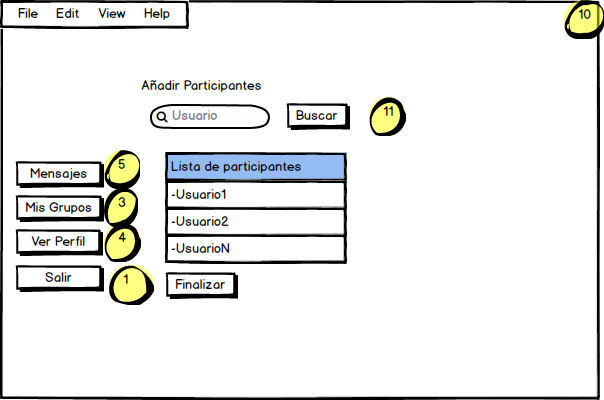 File Edit View Help
10
Añadir Participantes
Usuario
Buscar
11
Mensajes
5
Mis Grupos
3
Ver Perfil
4
Salir
1
Lista de participantes
-Usuario1
-Usuario2
-UsuarioN
Finalizar